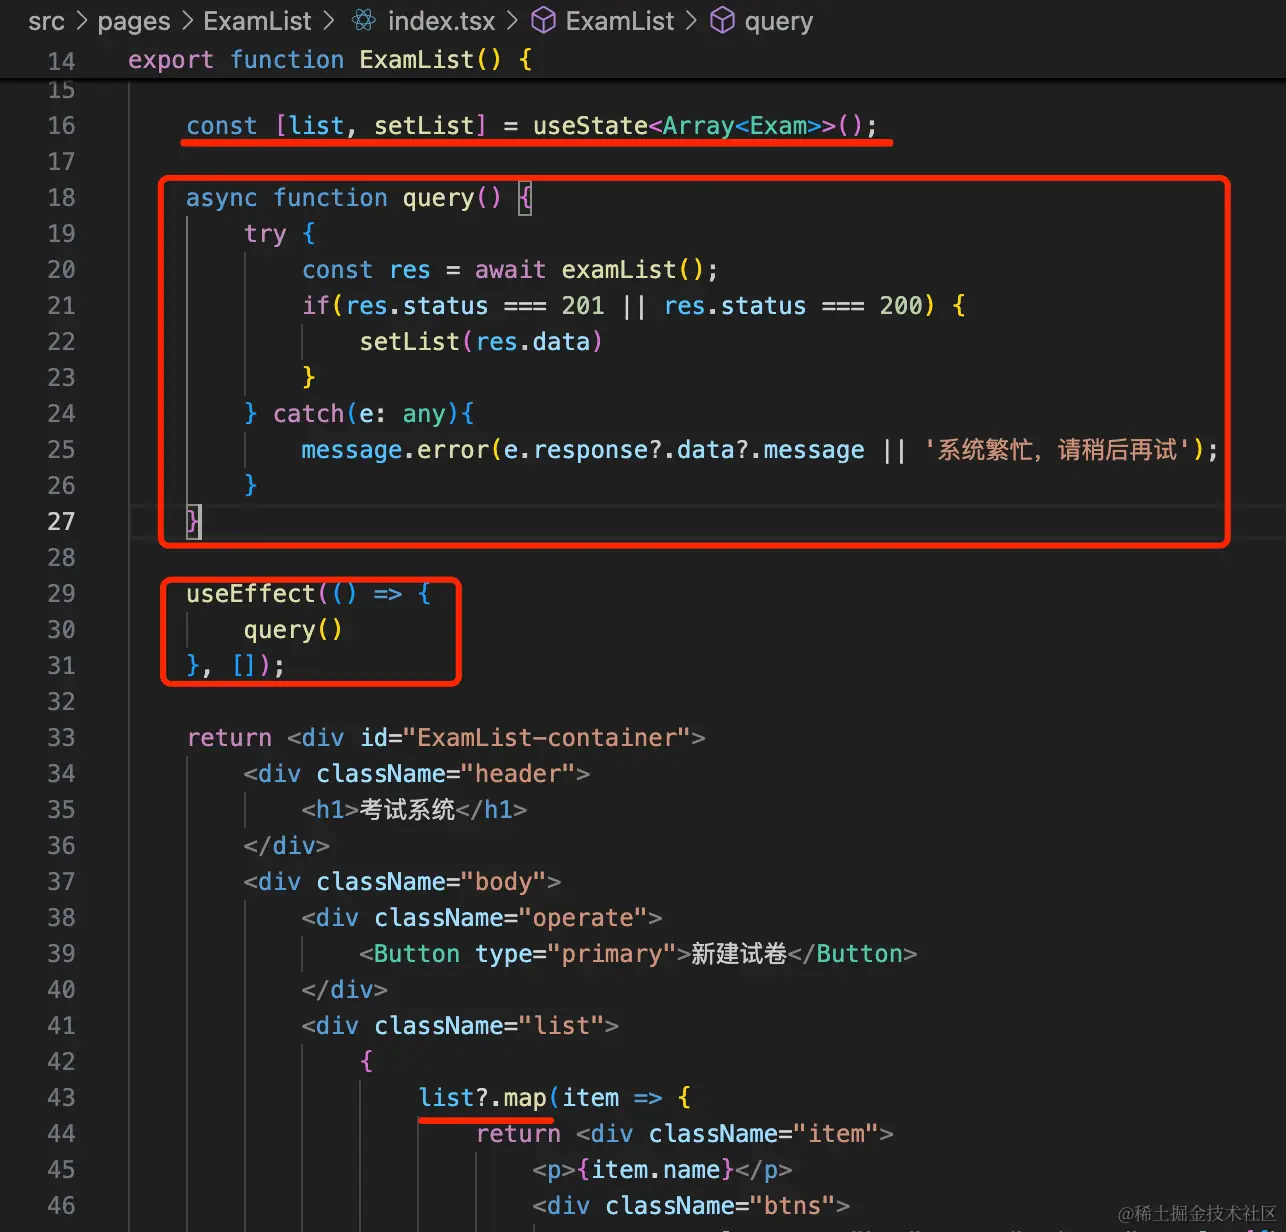 src > pages > ExamList > index.tsx > ExamList > query
14 export function ExamList() {
15
16 const [list, setList] = useState<Array<Exam>>();
17
18 async function query() {
19 try {
20 const res = await examList();
21 if(res.status === 201 || res.status === 200) {
22 setList(res.data)
23 }
24 } catch(e: any){
25 message.error(e.response?.data?.message || '系统繁忙，请稍后再试');
26 }
27 }
28
29 useEffect(() => {
30 query()
31 }, []);
32
33 return <div id="ExamList-container">
34 <div className="header">
35 <h1>考试系统</h1>
36 </div>
37 <div className="body">
38 <div className="operate">
39 <Button type="primary">新建试卷</Button>
40 </div>
41 <div className="list">
42 {
43 list?.map(item => {
44 return <div className="item">
45 <p>{item.name}</p>
46 <div className="btns">
@稀土掘金技术社区